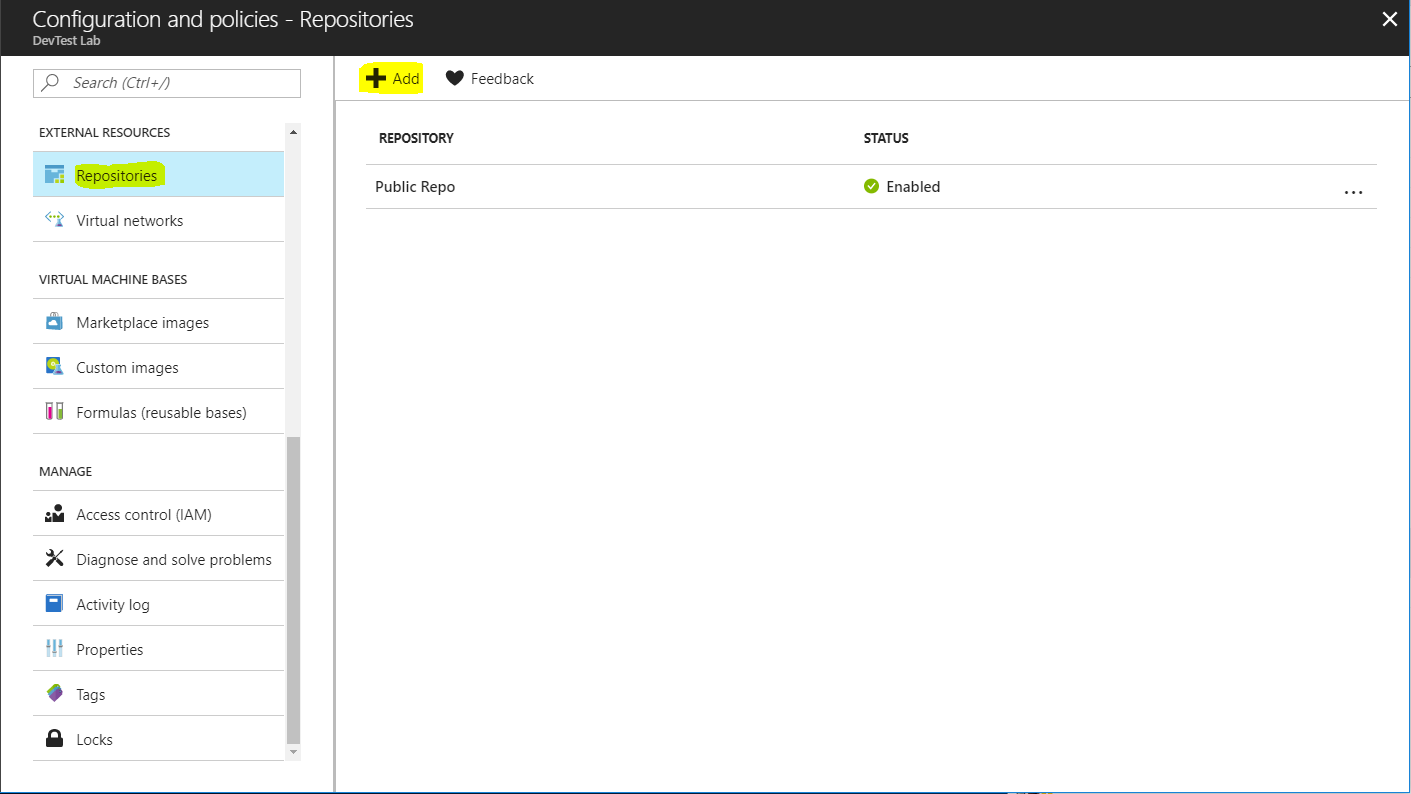 Configuration and policies - Repositories
DevTest Lab
Search (Ctrl+/)
EXTERNAL RESOURCES
Repositories
Virtual networks
VIRTUAL MACHINE BASES
Marketplace images
Custom images
Formulas (reusable bases)
MANAGE
Access control (IAM)
Diagnose and solve problems
Activity log
Properties
Tags
Locks
Add Feedback
REPOSITORY STATUS
Public Repo Enabled ...